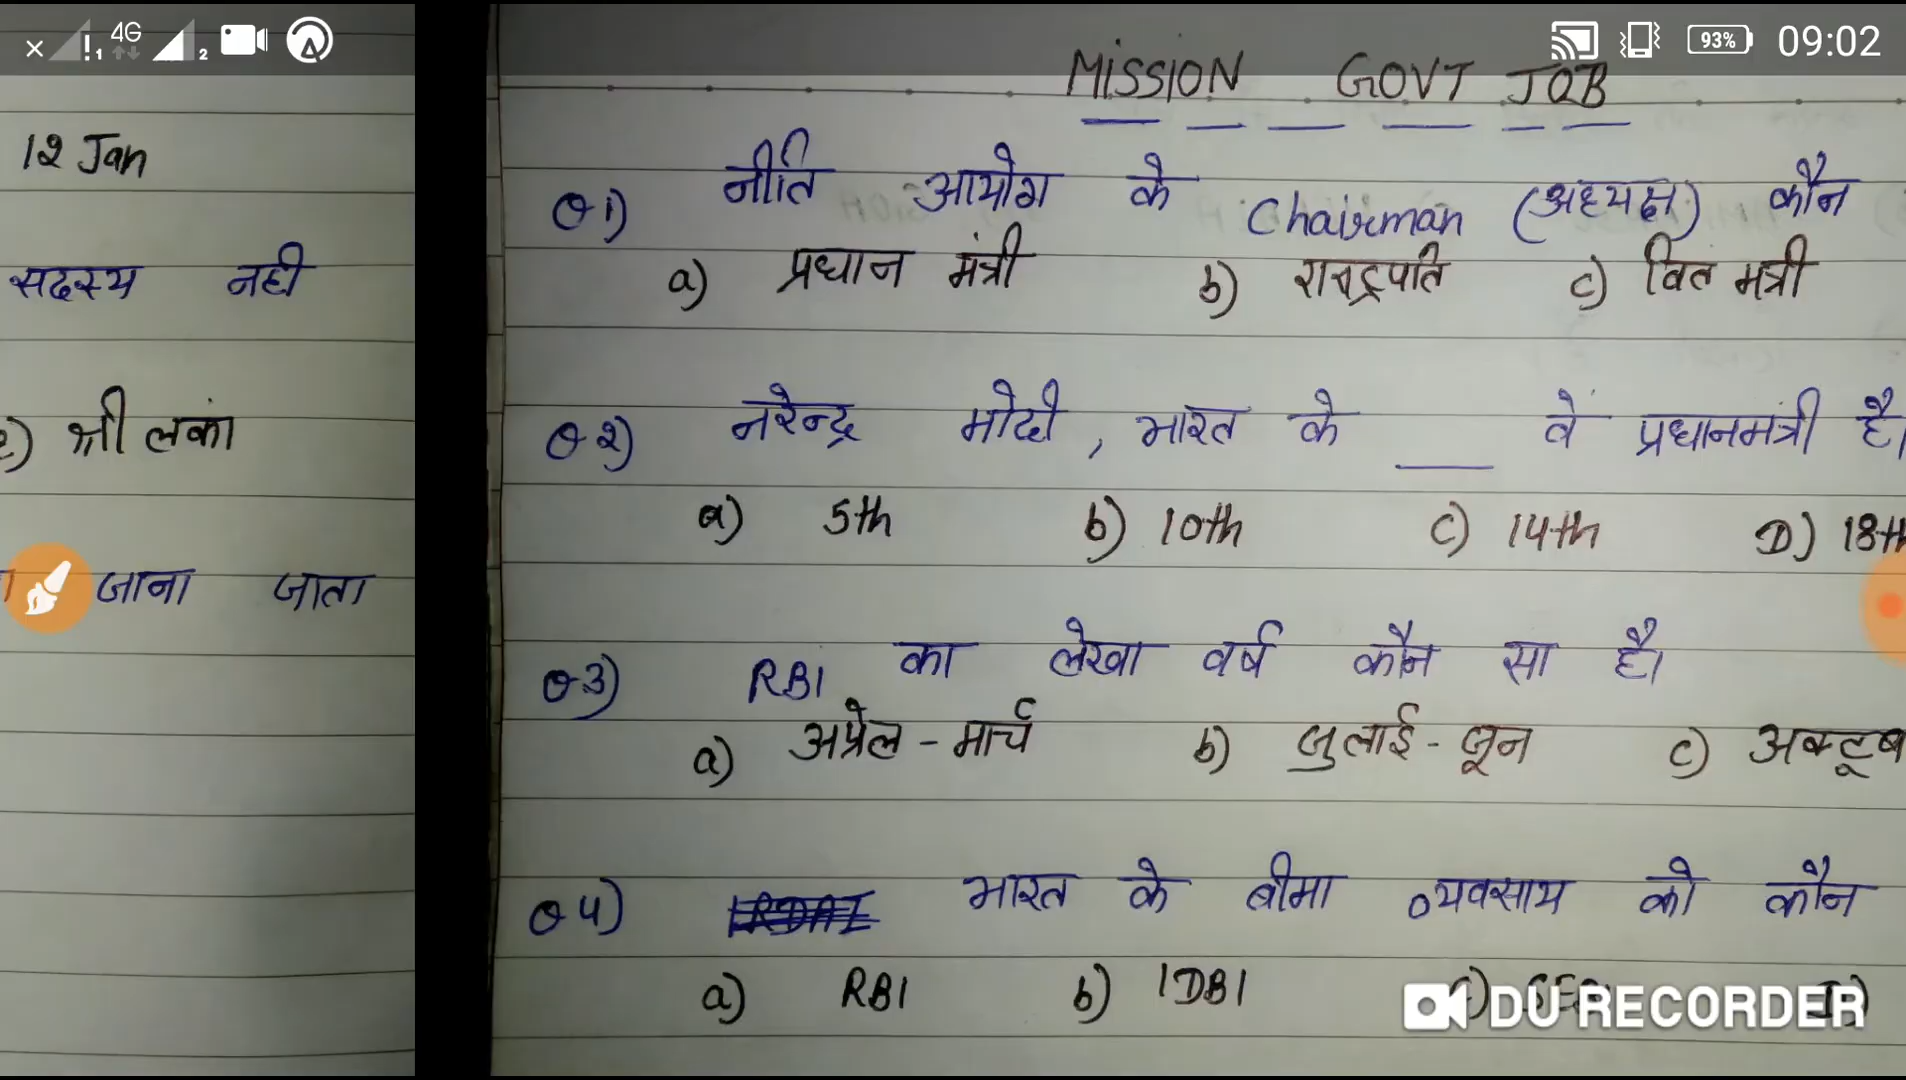 4G
93%
09:02
12 Jan
सदस्य नही
श्री लकां
जाना जाता
MISSION GOVT JOB
Q1) नीति आयोग के Chairman (अध्यक्ष) कौन
a) प्रधान मंत्री b) राष्ट्रपति c) वित मंत्री
Q2) नरेन्द्र मोदी, भारत के ___ वें प्रधानमंत्री है।
a) 5th b) 10th c) 14th D) 18th
Q3) RBI का लेखा वर्ष कौन सा है।
a) अप्रेल - मार्च b) जुलाई - जून c) अक्टूब
Q4) भारत के बीमा व्यवसाय को कौन
a) RBI b) IDBI D)
DU RECORDER